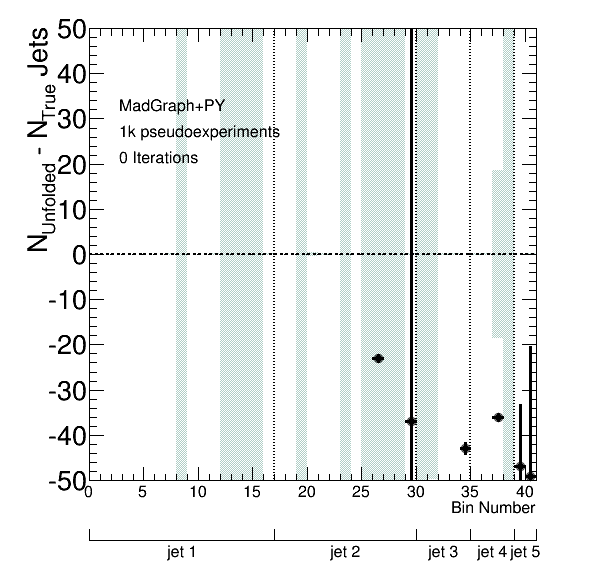 N_Unfolded - N_True Jets
50
40
30
20
10
0
-10
-20
-30
-40
-50
MadGraph+PY
1k pseudoexperiments
0 Iterations
0 5 10 15 20 25 30 35 40
Bin Number
jet 1 jet 2 jet 3 jet 4 jet 5